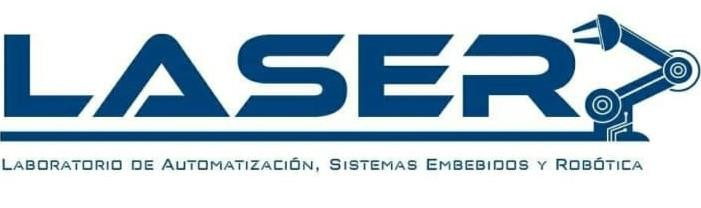 LASER
LABORATORIO DE AUTOMATIZACIÓN, SISTEMAS EMBEBIDOS Y ROBÓTICA